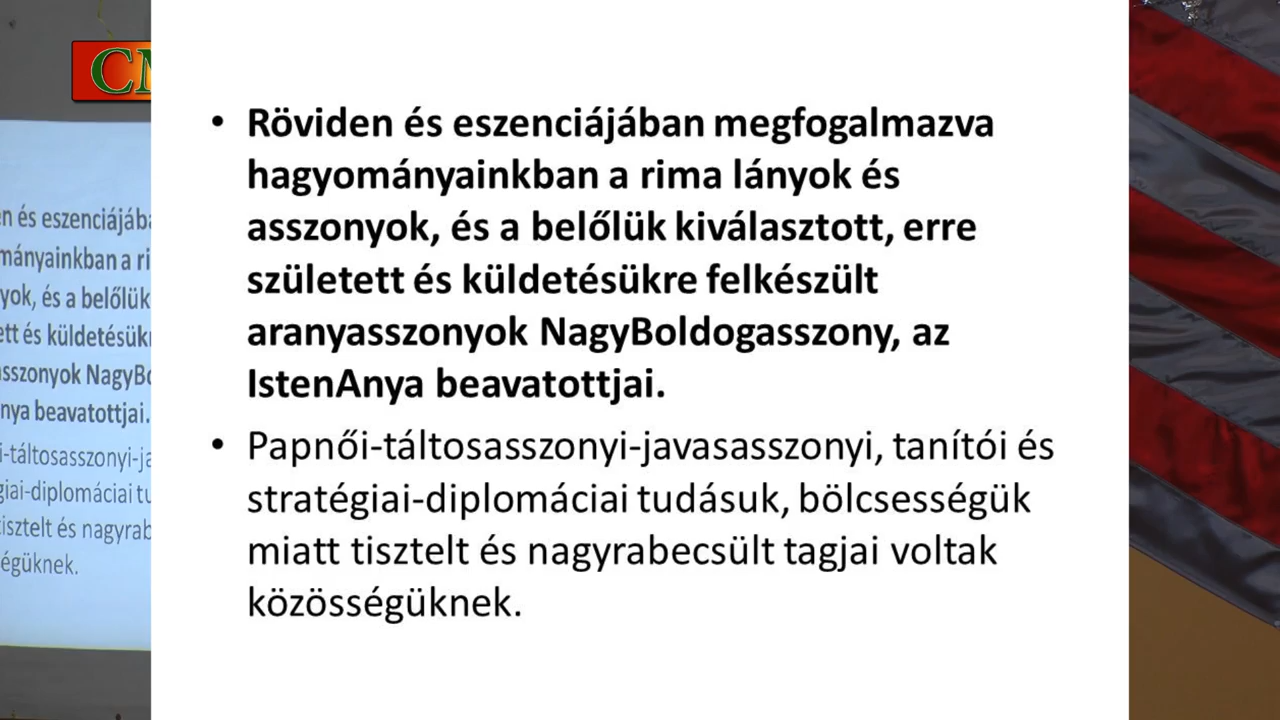 CM
• Röviden és eszenciájában megfogalmazva
hagyományainkban a rima lányok és
asszonyok, és a belőlük kiválasztott, erre
született és küldetésükre felkészült
aranyasszonyok NagyBoldogasszony, az
IstenAnya beavatottjai.
• Papnői-táltosasszonyi-javasasszonyi, tanítói és
stratégiai-diplomáciai tudásuk, bölcsességük
miatt tisztelt és nagyrabecsült tagjai voltak
közösségüknek.